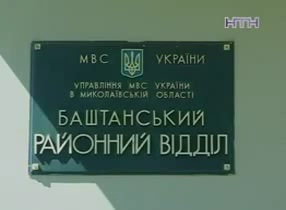 НТН
МВС УКРАЇНИ
УПРАВЛІННЯ МВС УКРАЇНИ
В МИКОЛАЇВСЬКІЙ ОБЛАСТІ
БАШТАНСЬКИЙ
РАЙОННИЙ ВІДДІЛ